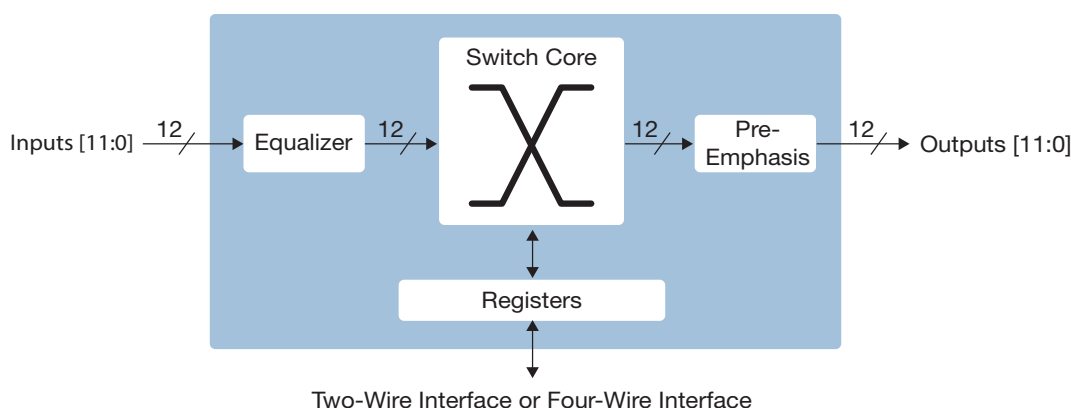 Switch Core
Inputs [11:0]
12
Equalizer
12
12
Pre-
Emphasis
12
Outputs [11:0]
Registers
Two-Wire Interface or Four-Wire Interface